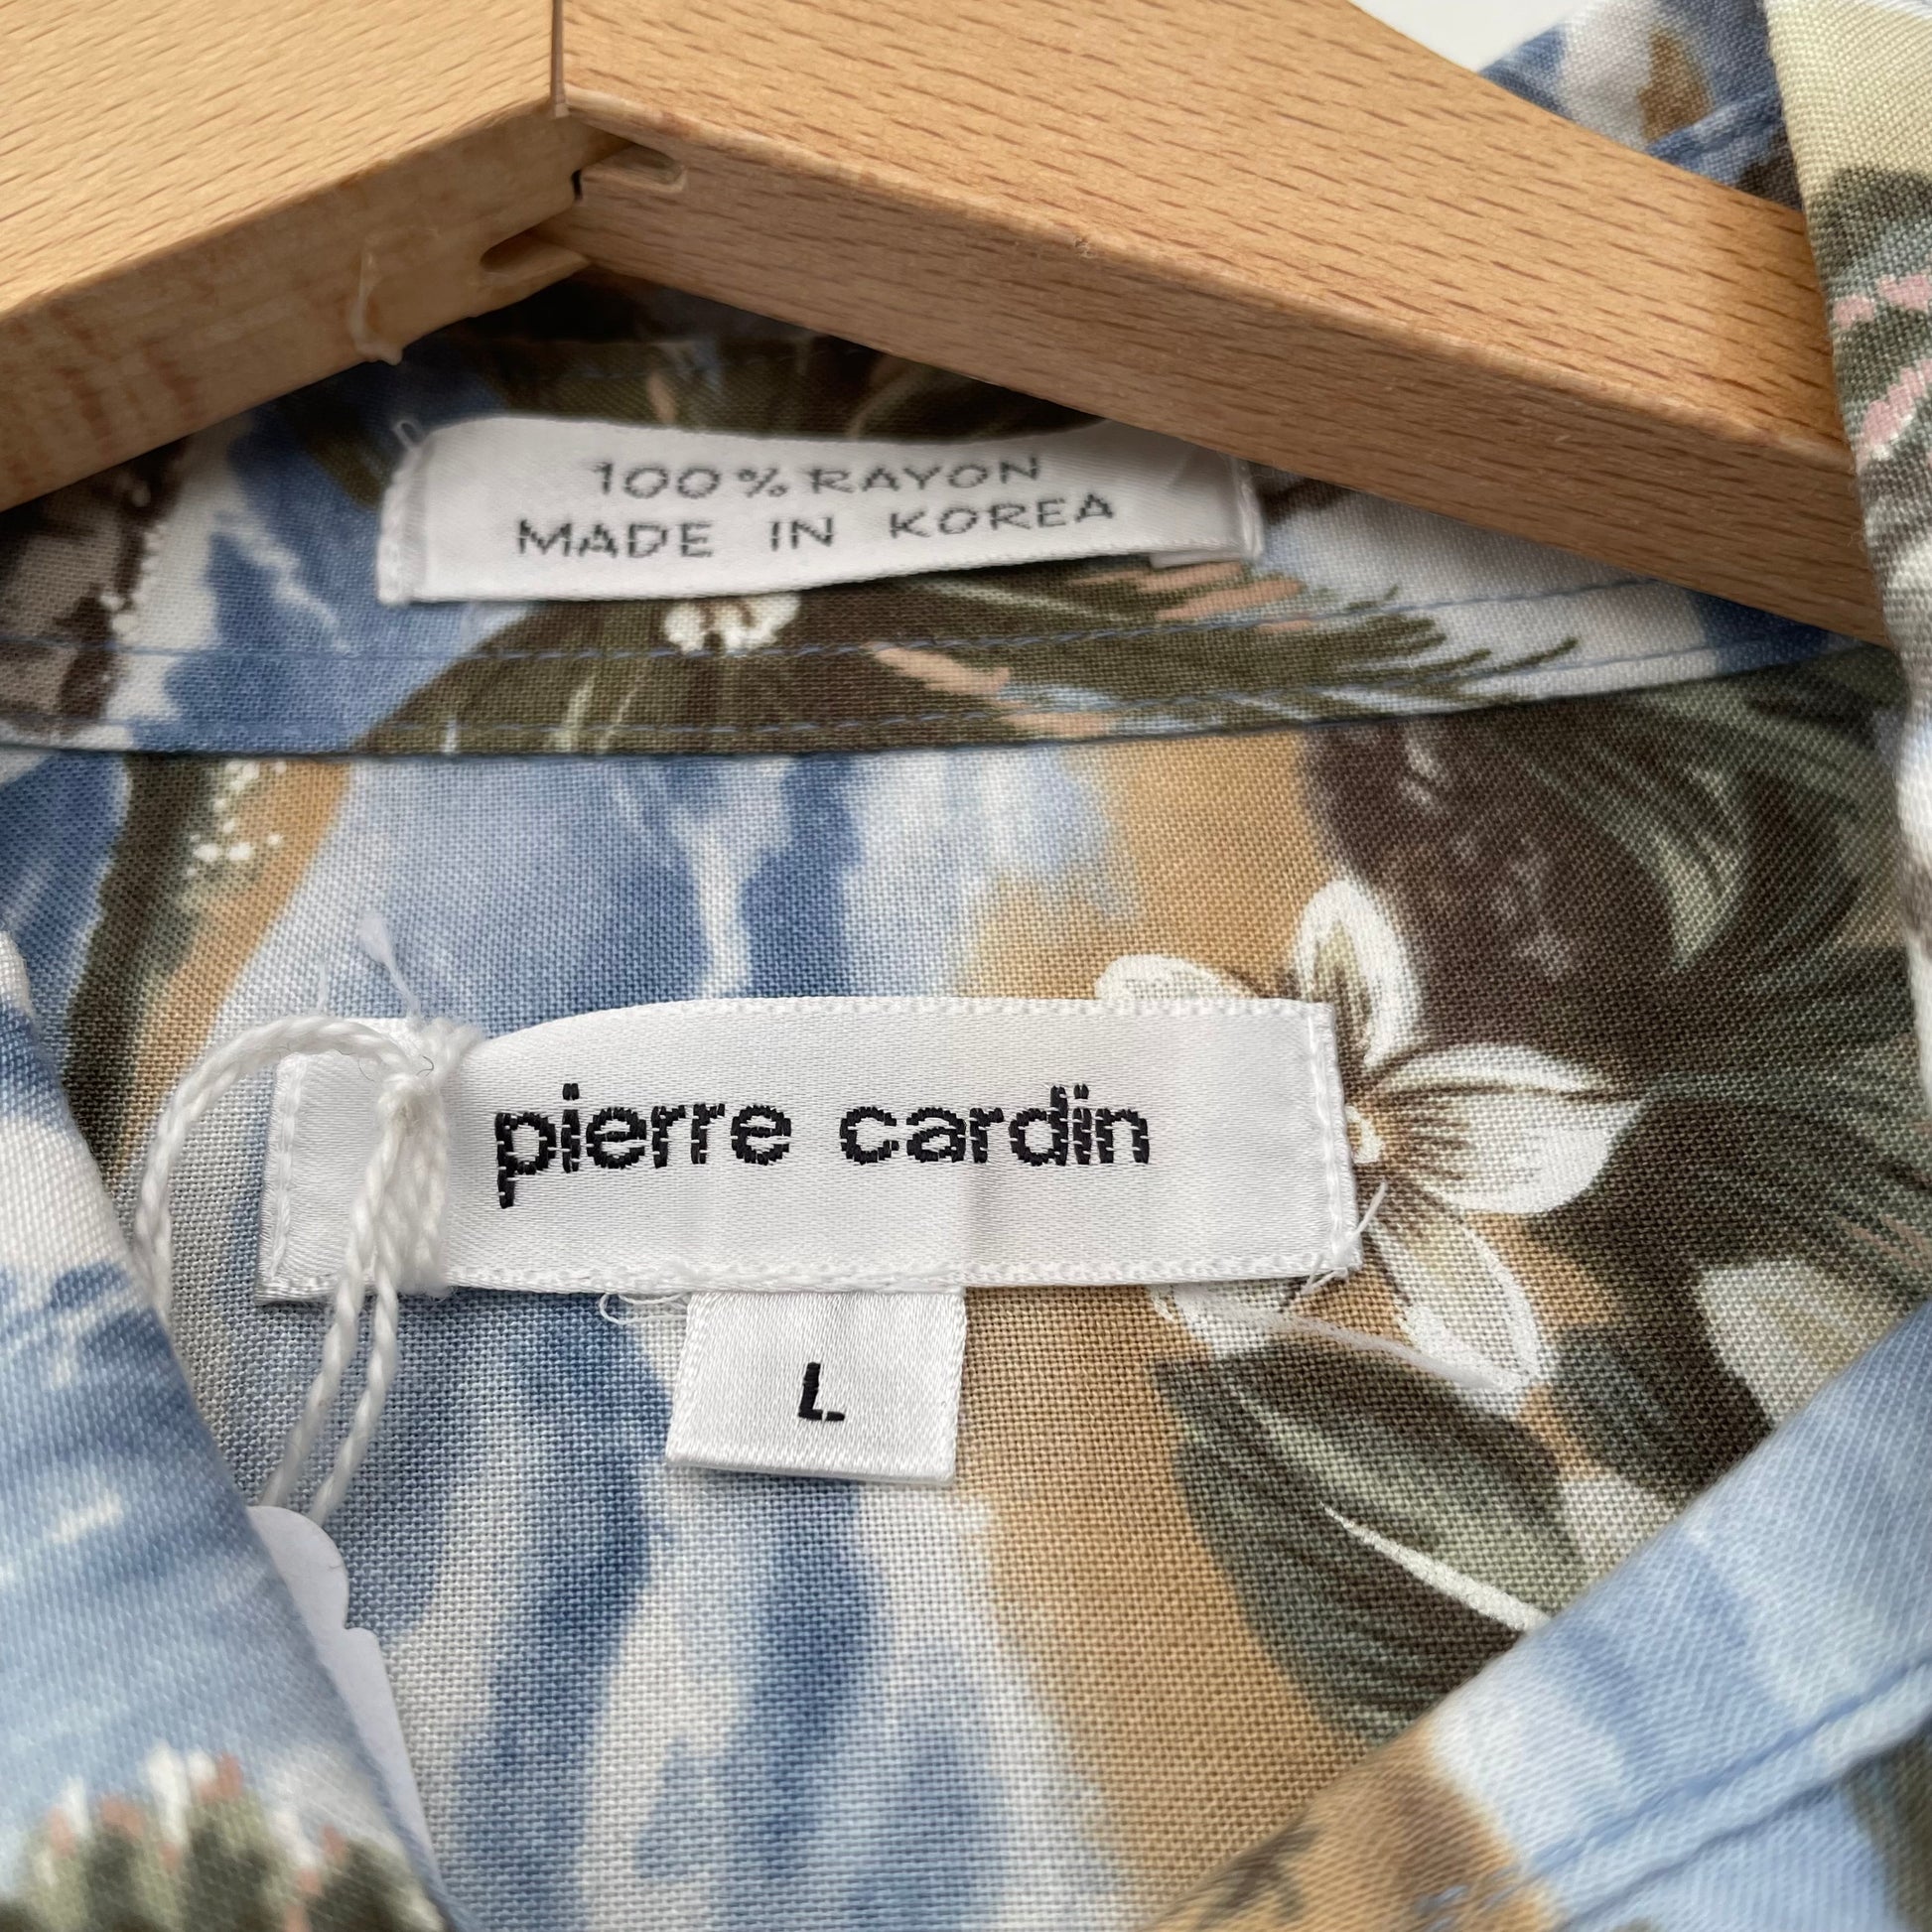 100% RAYON
MADE IN KOREA
pierre cardin
L